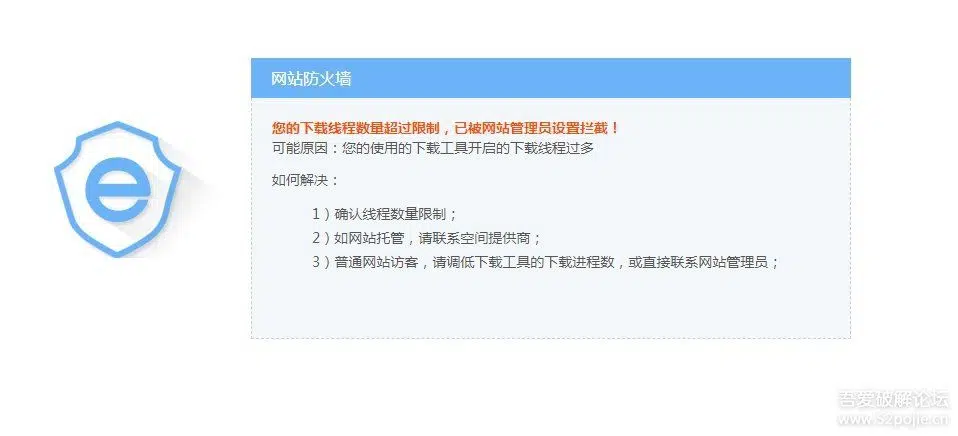 网站防火墙
您的下载线程数量超过限制，已被网站管理员设置拦截！
可能原因：您的使用的下载工具开启的下载线程过多
如何解决：
1）确认线程数量限制；
2）如网站托管，请联系空间提供商；
3）普通网站访客，请调低下载工具的下载进程数，或直接联系网站管理员；
e
吾爱破解论坛
www.52pojie.cn